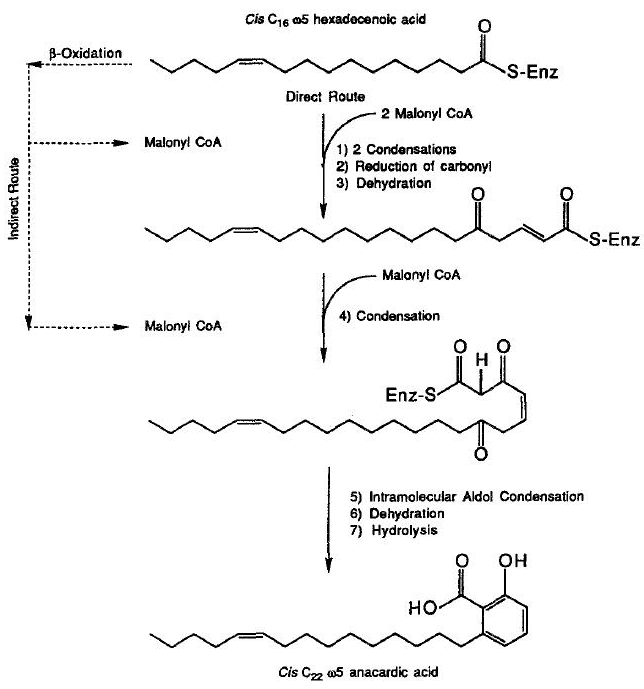 Cis C16 ω5 hexadecenoic acid
O
β-Oxidation
S-Enz
Direct Route
2 Malonyl CoA
Malonyl CoA
1) 2 Condensations
2) Reduction of carbonyl
3) Dehydration
Indirect Route
O
O
S-Enz
Malonyl CoA
Malonyl CoA
4) Condensation
O
H
O
Enz-S
O
5) Intramolecular Aldol Condensation
6) Dehydration
7) Hydrolysis
O
OH
HO
Cis C22 ω5 anacardic acid